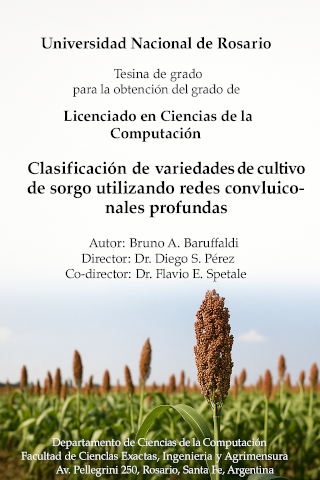 Universidad Nacional de Rosario
Tesina de grado
para la obtención del grado de
Licenciado en Ciencias de la
Computación
Clasificación de variedades de cultivo
de sorgo utilizando redes convluico-
nales profundas
Autor: Bruno A. Baruffaldi
Director: Dr. Diego S. Pérez
Co-director: Dr. Flavio E. Spetale
Departamento de Ciencias de la Computación
Facultad de Cienclas Exactas, Ingenieria y Agrimensura
Av. Pellegrini 250, Rosario, Santa Fe, Argentina